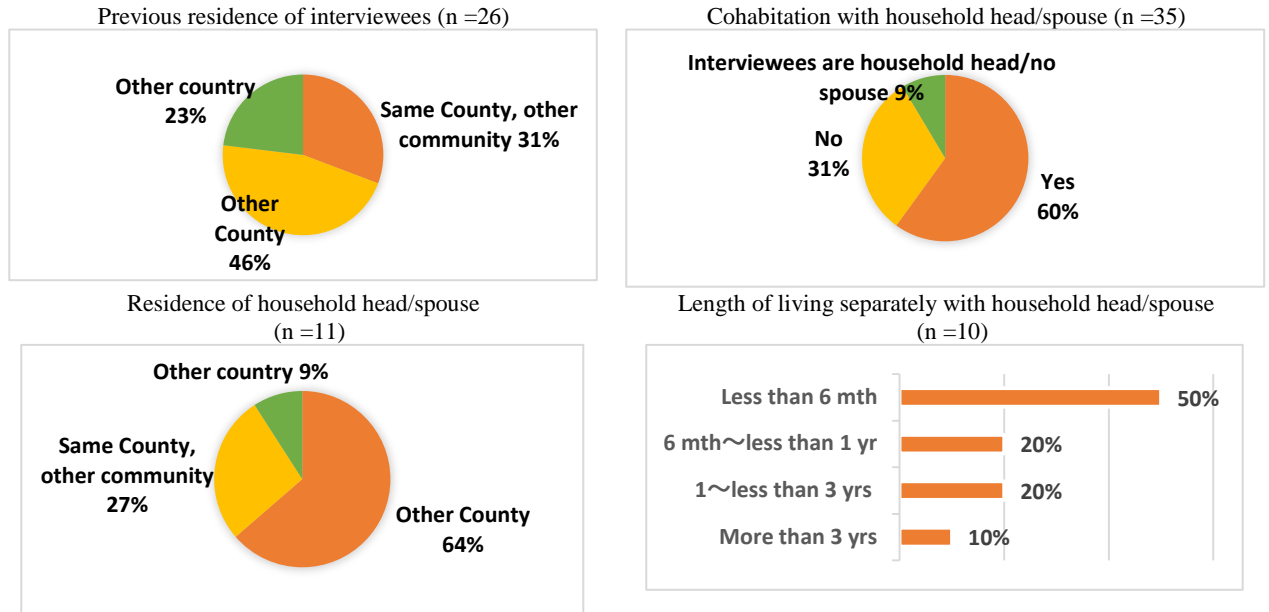 Previous residence of interviewees (n =26)
Other country
23%
Same County, other
community 31%
Other
County
46%
Cohabitation with household head/spouse (n =35)
Interviewees are household head/no
spouse 9%
No
31%
Yes
60%
Residence of household head/spouse
(n =11)
Other country 9%
Same County,
other community
27%
Other County
64%
Length of living separately with household head/spouse
(n =10)
Less than 6 mth 50%
6 mth～less than 1 yr 20%
1～less than 3 yrs 20%
More than 3 yrs 10%